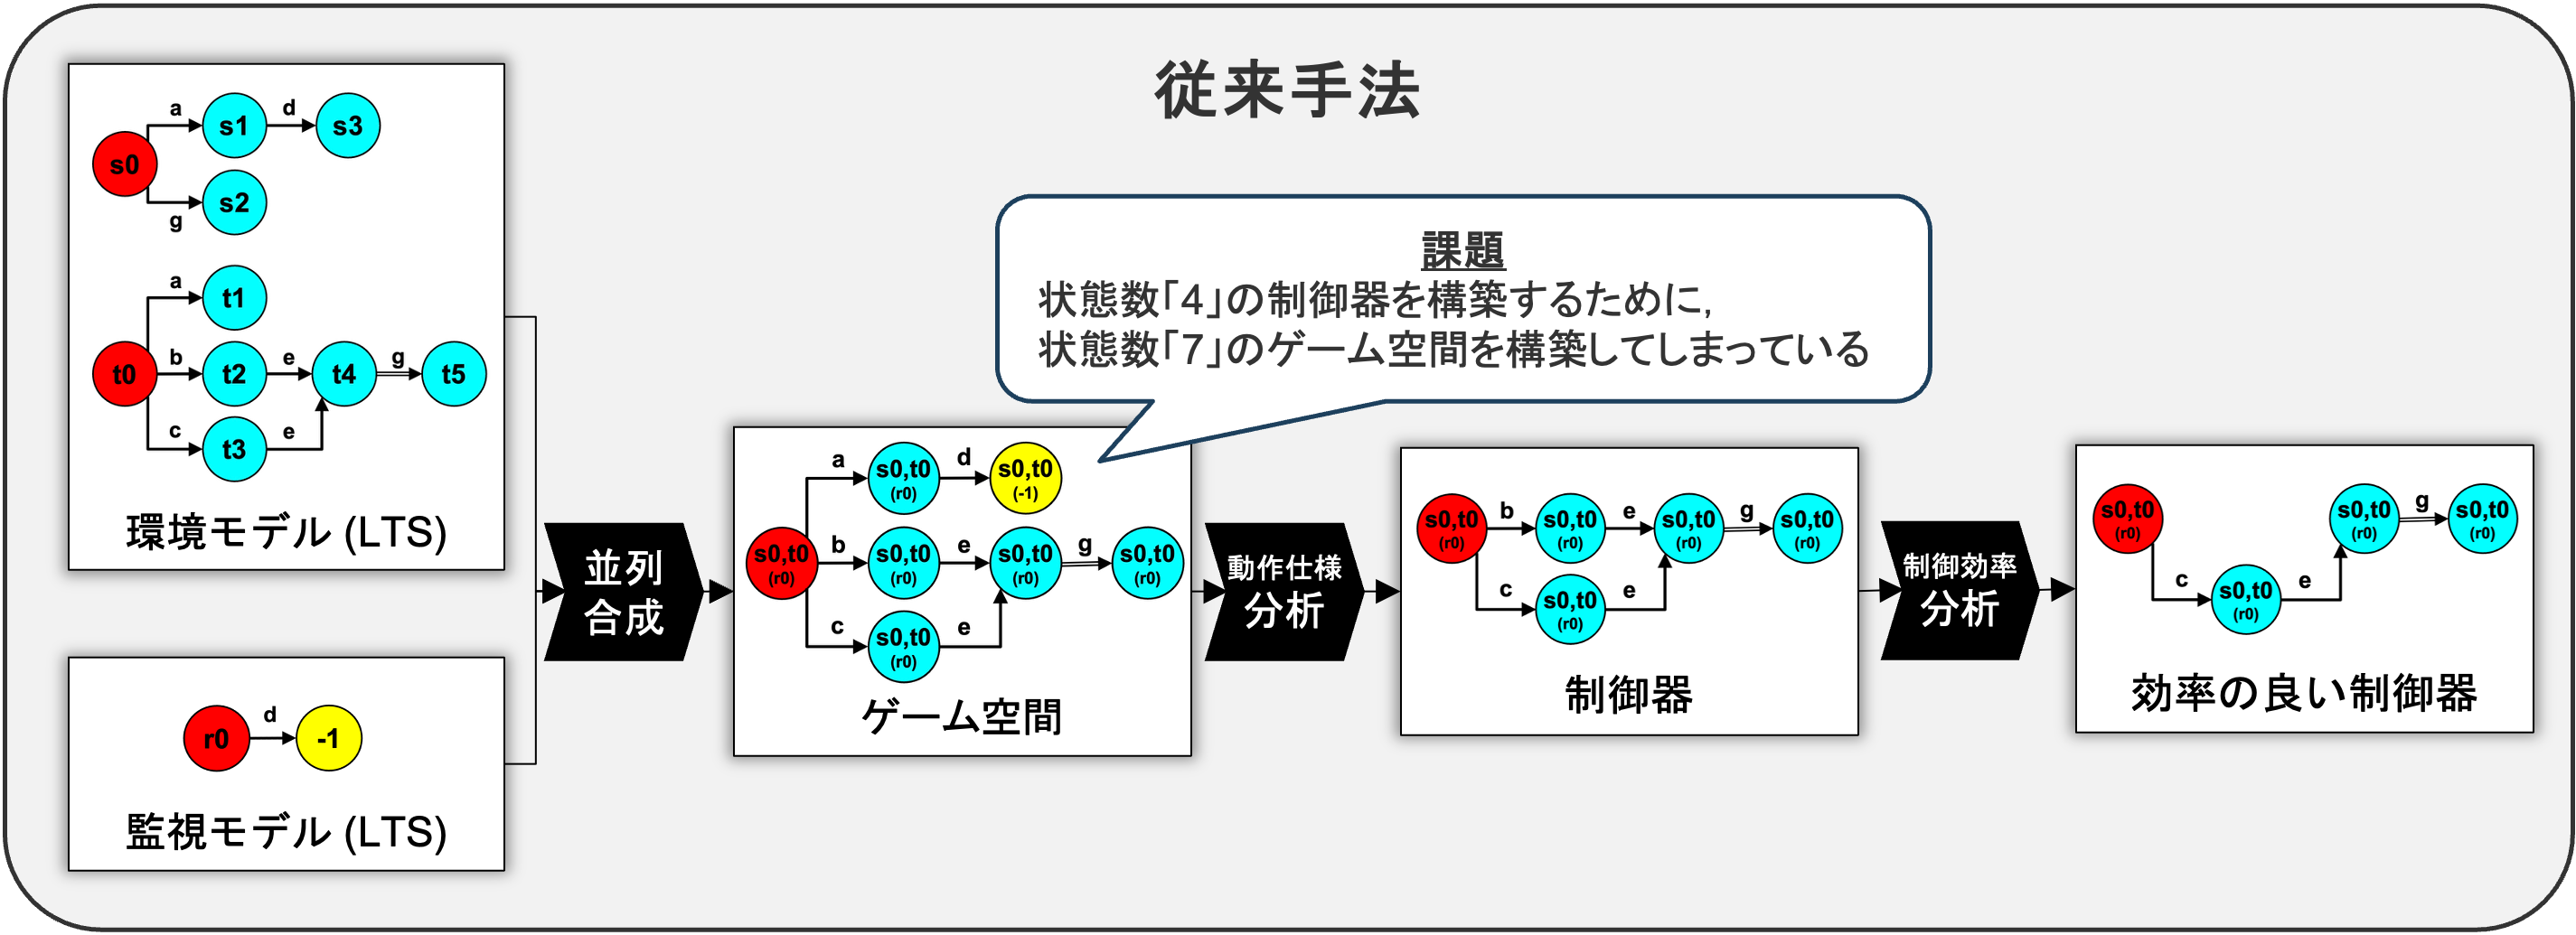 従来手法
a
d
s0
s1
s3
s2
g
a
t1
t0
b
t2
e
t4
g
t5
c
t3
e
環境モデル (LTS)
r0
d
-1
監視モデル (LTS)
並列
合成
課題
状態数「4」の制御器を構築するために,
状態数「7」のゲーム空間を構築してしまっている
a
s0,t0
(r0)
d
s0,t0
(-1)
s0,t0
(r0)
b
s0,t0
(r0)
e
s0,t0
(r0)
g
s0,t0
(r0)
c
s0,t0
(r0)
e
ゲーム空間
動作仕様
分析
s0,t0
(r0)
b
s0,t0
(r0)
e
s0,t0
(r0)
g
s0,t0
(r0)
c
s0,t0
(r0)
e
制御器
制御効率
分析
s0,t0
(r0)
c
s0,t0
(r0)
e
s0,t0
(r0)
g
s0,t0
(r0)
効率の良い制御器